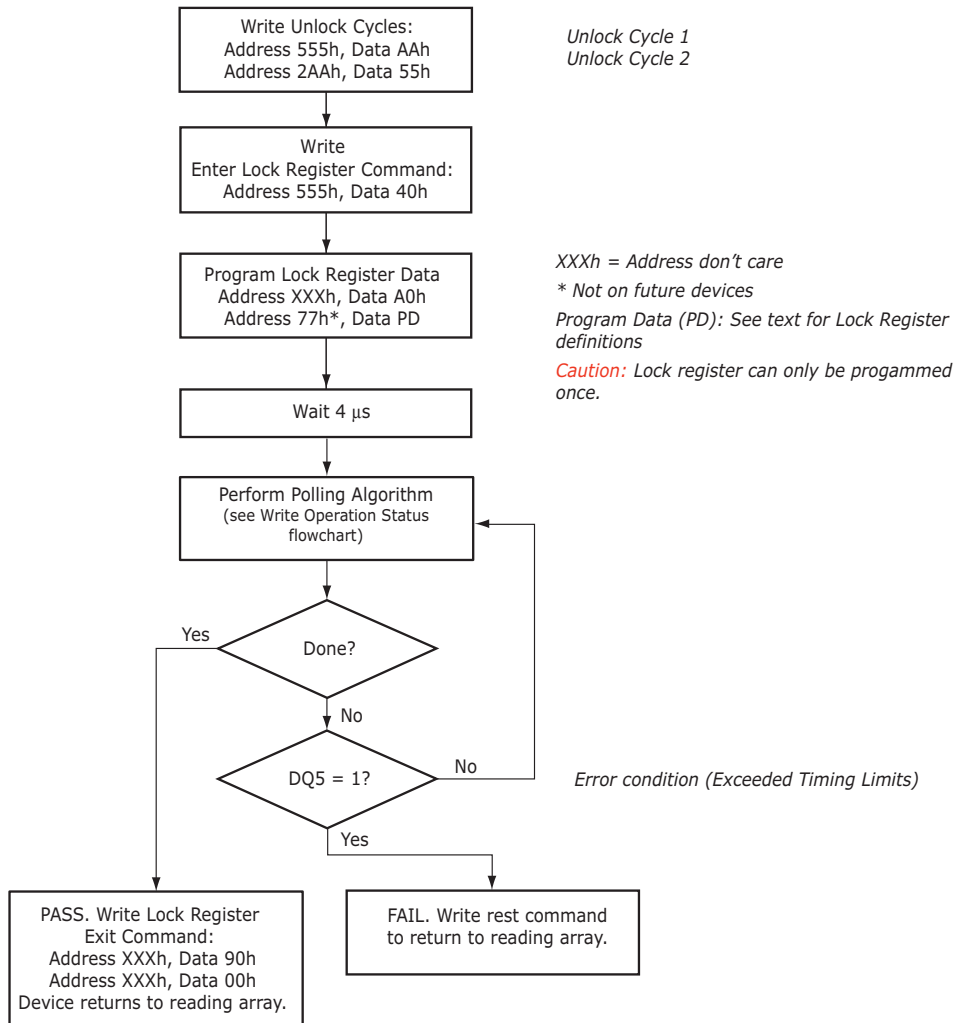 Write Unlock Cycles:
Address 555h, Data AAh
Address 2AAh, Data 55h
Unlock Cycle 1
Unlock Cycle 2
Write
Enter Lock Register Command:
Address 555h, Data 40h
Program Lock Register Data
Address XXXh, Data A0h
Address 77h*, Data PD
XXXh = Address don't care
* Not on future devices
Program Data (PD): See text for Lock Register
definitions
Caution: Lock register can only be progammed
once.
Wait 4 μs
Perform Polling Algorithm
(see Write Operation Status
flowchart)
Yes
Done?
No
DQ5 = 1?
No
Error condition (Exceeded Timing Limits)
Yes
PASS. Write Lock Register
Exit Command:
Address XXXh, Data 90h
Address XXXh, Data 00h
Device returns to reading array.
FAIL. Write rest command
to return to reading array.